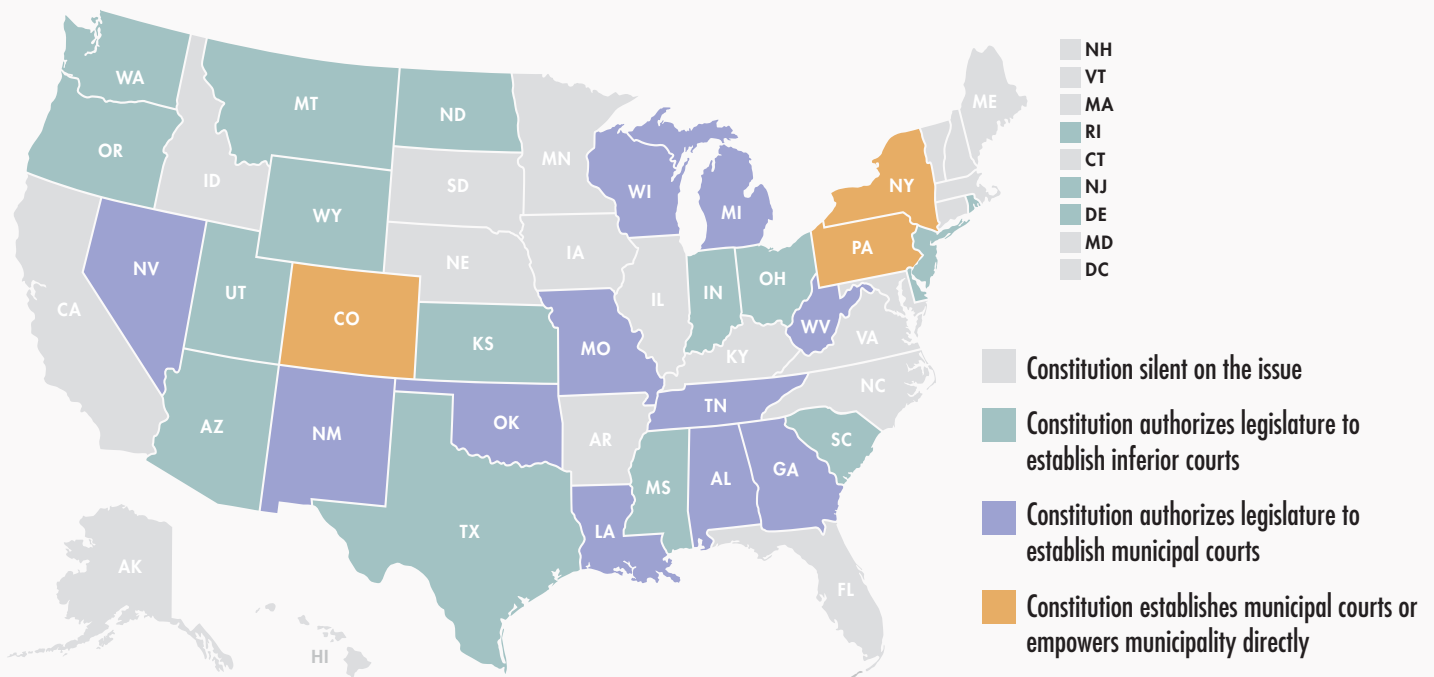 WA
MT
ND
MN
OR
ID
SD
WI
MI
NY
ME
WY
IA
NE
PA
NV
UT
CO
IL
IN
OH
CA
KS
MO
WV
VA
KY
NC
AZ
NM
OK
AR
TN
SC
TX
MS
AL
GA
LA
FL
AK
HI
NH
VT
MA
RI
CT
NJ
DE
MD
DC
Constitution silent on the issue
Constitution authorizes legislature to
establish inferior courts
Constitution authorizes legislature to
establish municipal courts
Constitution establishes municipal courts or
empowers municipality directly